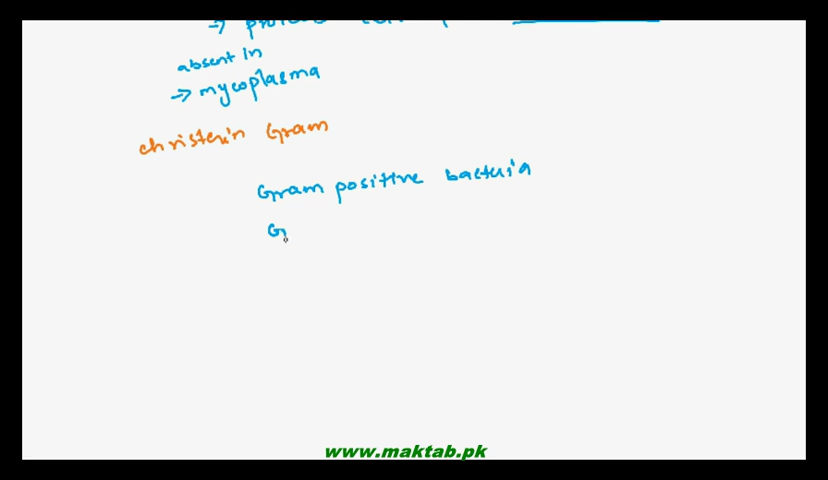 absent in
→ mycoplasma
christein Gram
Gram positive bacteria
G
www.maktab.pk